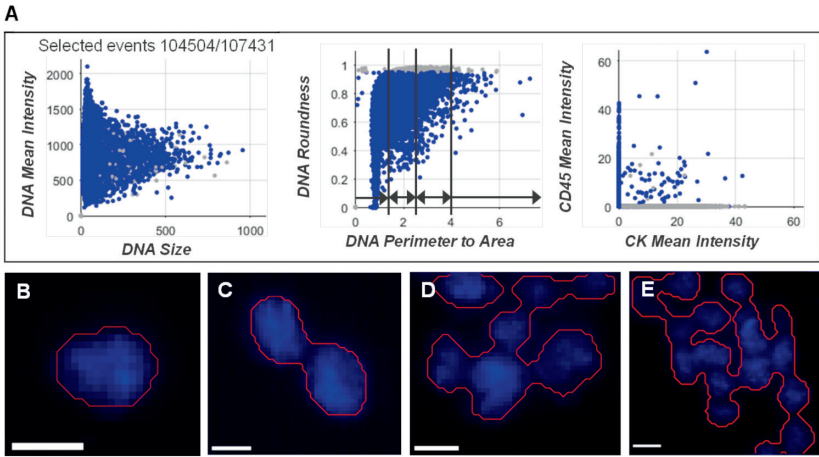 A
Selected events 104504/107431
DNA Mean Intensity
2000
1500
1000
500
0
0
500
1000
DNA Size
DNA Roundness
1
0.8
0.6
0.4
0.2
0
0
2
4
6
DNA Perimeter to Area
CD45 Mean Intensity
60
40
20
0
0
20
40
60
CK Mean Intensity
B
C
D
E